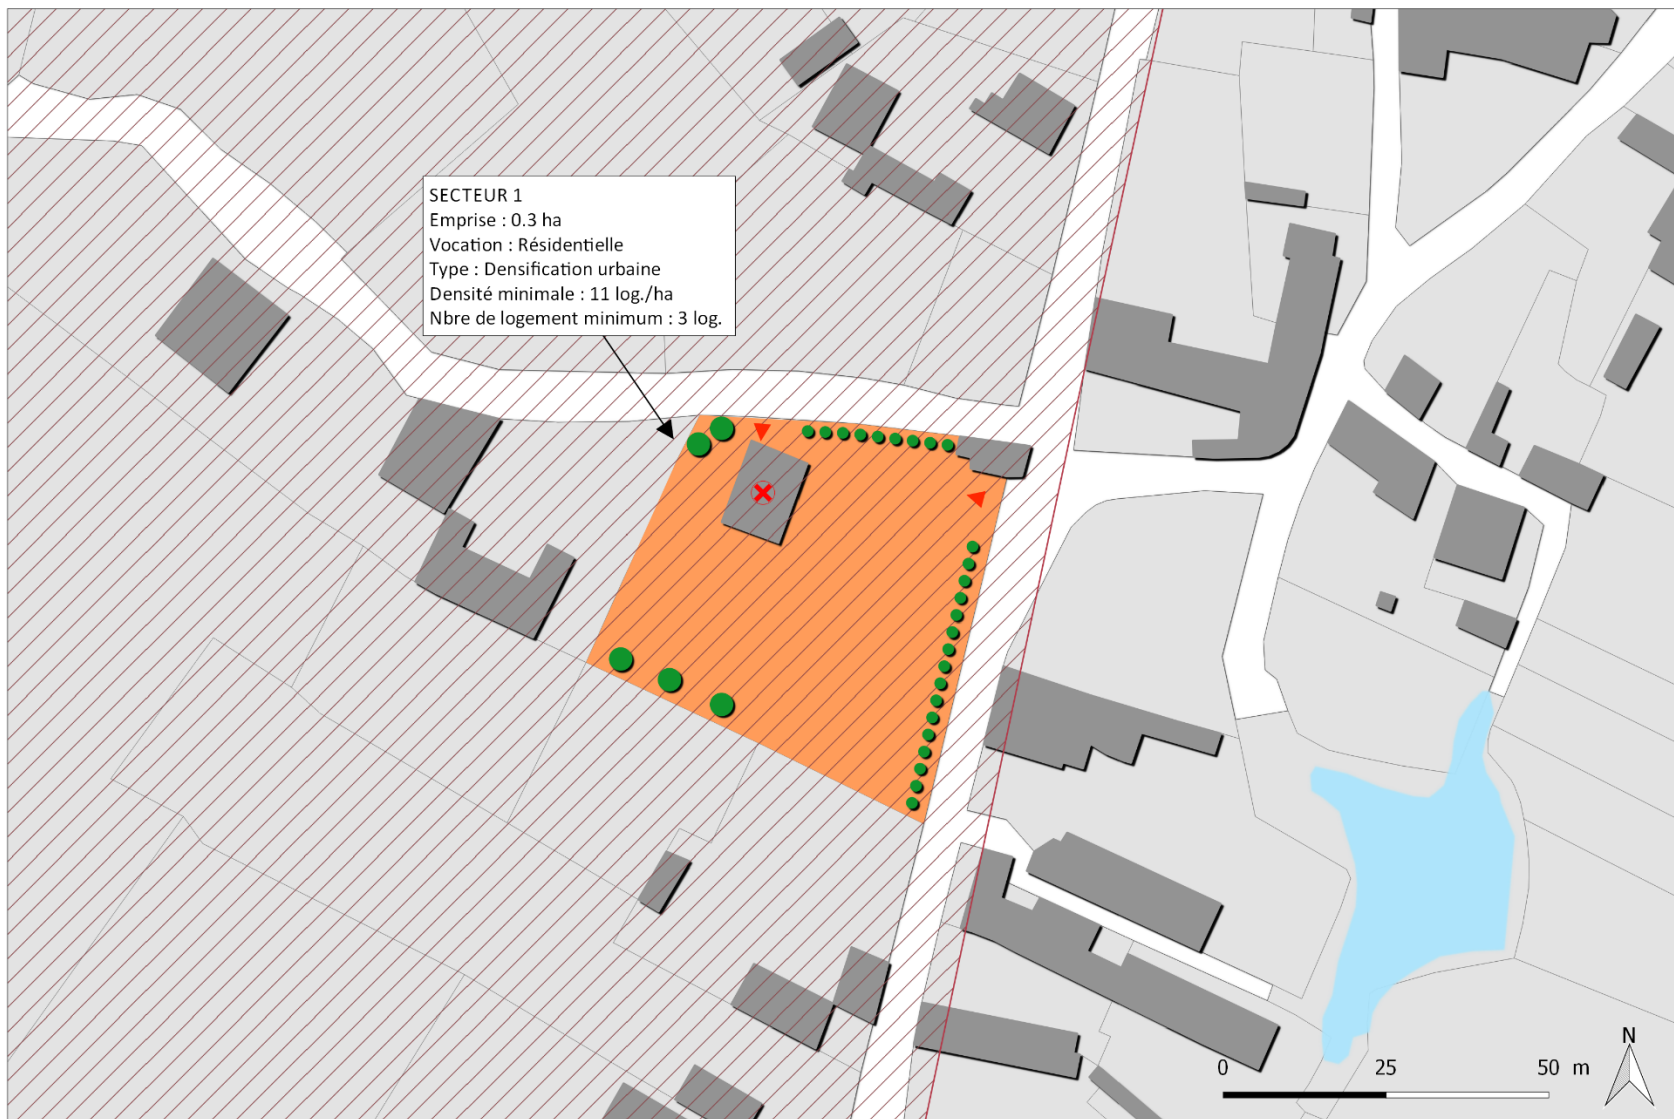 SECTEUR 1
Emprise : 0.3 ha
Vocation : Résidentielle
Type : Densification urbaine
Densité minimale : 11 log./ha
Nbre de logement minimum : 3 log.
N
0 25 50 m